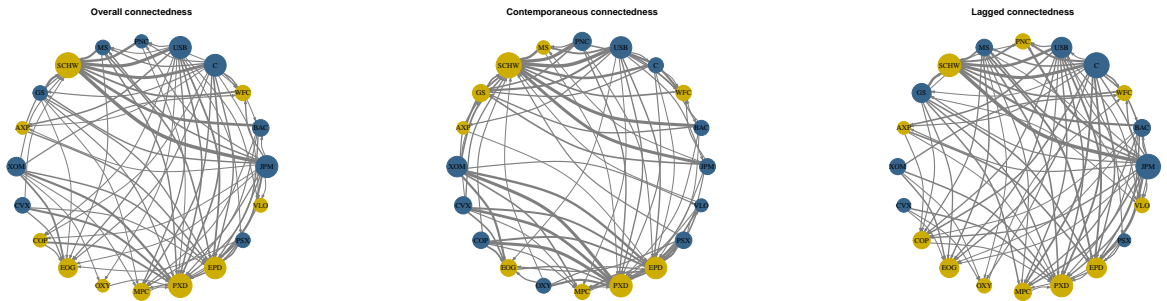 Overall connectedness
MS
PNC
USB
SCHW
C
GS
WFC
AXP
BAC
XOM
JPM
CVX
VLO
COP
PSX
EOG
EPD
OXY
MPC
PXD
Contemporaneous connectedness
MS
PNC
USB
SCHW
C
GS
WFC
AXP
BAC
XOM
JPM
CVX
VLO
COP
PSX
EOG
EPD
OXY
MPC
PXD
Lagged connectedness
MS
PNC
USB
SCHW
C
GS
WFC
AXP
BAC
XOM
JPM
CVX
VLO
COP
PSX
EOG
EPD
OXY
MPC
PXD